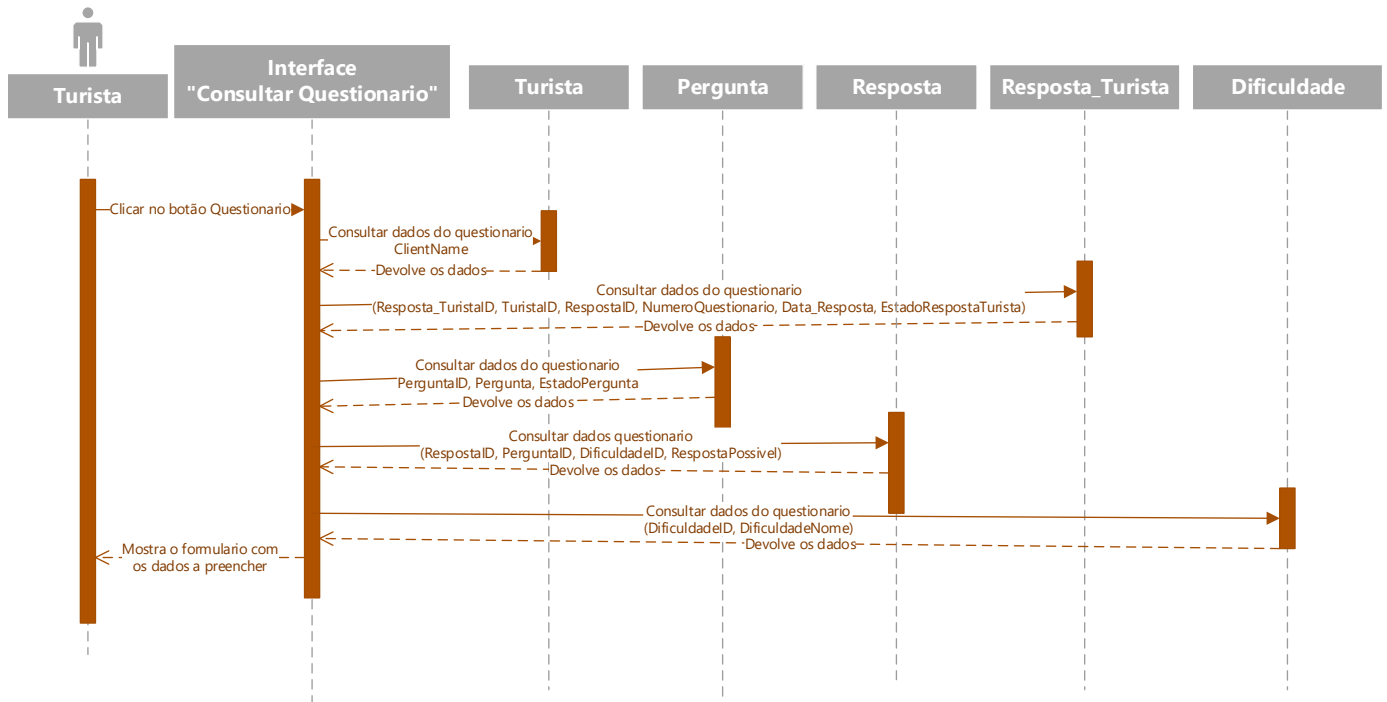 Turista
Interface
"Consultar Questionario"
Turista
Pergunta
Resposta
Resposta_Turista
Dificuldade
Clicar no botão Questionario
Consultar dados do questionario
ClientName
Devolve os dados
Consultar dados do questionario
(Resposta_TuristaID, TuristaID, RespostaID, NumeroQuestionario, Data_Resposta, EstadoRespostaTurista)
Devolve os dados
Consultar dados do questionario
PerguntaID, Pergunta, EstadoPergunta
Devolve os dados
Consultar dados questionario
(RespostaID, PerguntaID, DificuldadeID, RespostaPossivel)
Devolve os dados
Consultar dados do questionario
(DificuldadeID, DificuldadeNome)
Devolve os dados
Mostra o formulario com
os dados a preencher